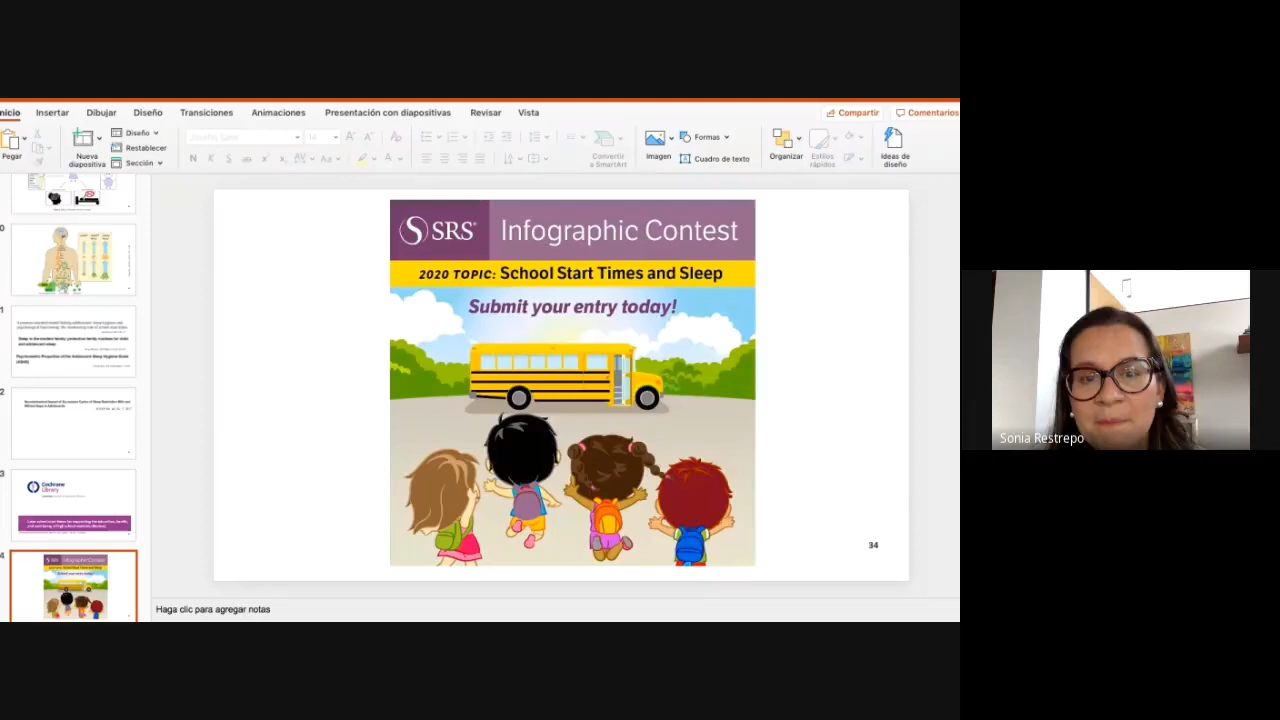 Inicio Insertar Dibujar Diseño Transiciones Animaciones Presentación con diapositivas Revisar Vista Compartir Comentarios
Pegar
Nueva diapositiva
Diseño
Restablecer
Sección
Convertir a SmartArt
Imagen
Formas
Cuadro de texto
Organizar
Estilos rápidos
Ideas de diseño
SRS Infographic Contest
2020 TOPIC: School Start Times and Sleep
Submit your entry today!
34
Haga clic para agregar notas
Cochrane
Library
Sonia Restrepo